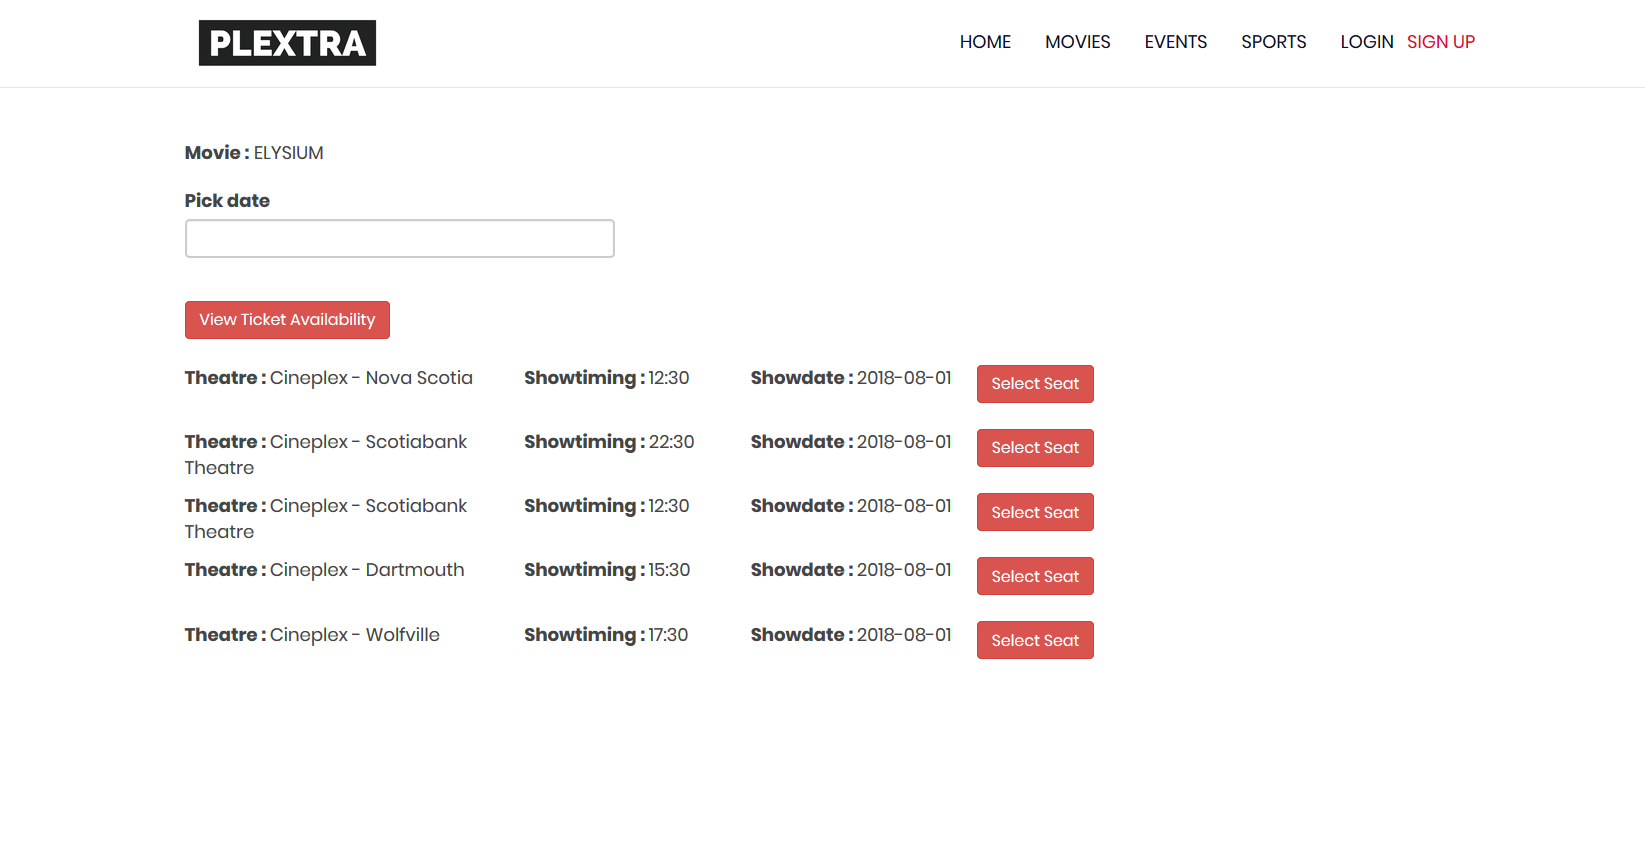 PLEXTRA
HOME MOVIES EVENTS SPORTS LOGIN SIGN UP
Movie : ELYSIUM
Pick date
View Ticket Availability
Theatre : Cineplex - Nova Scotia Showtiming : 12:30 Showdate : 2018-08-01 Select Seat
Theatre : Cineplex - Scotiabank Showtiming : 22:30 Showdate : 2018-08-01 Select Seat
Theatre
Theatre : Cineplex - Scotiabank Showtiming : 12:30 Showdate : 2018-08-01 Select Seat
Theatre
Theatre : Cineplex - Dartmouth Showtiming : 15:30 Showdate : 2018-08-01 Select Seat
Theatre : Cineplex - Wolfville Showtiming : 17:30 Showdate : 2018-08-01 Select Seat